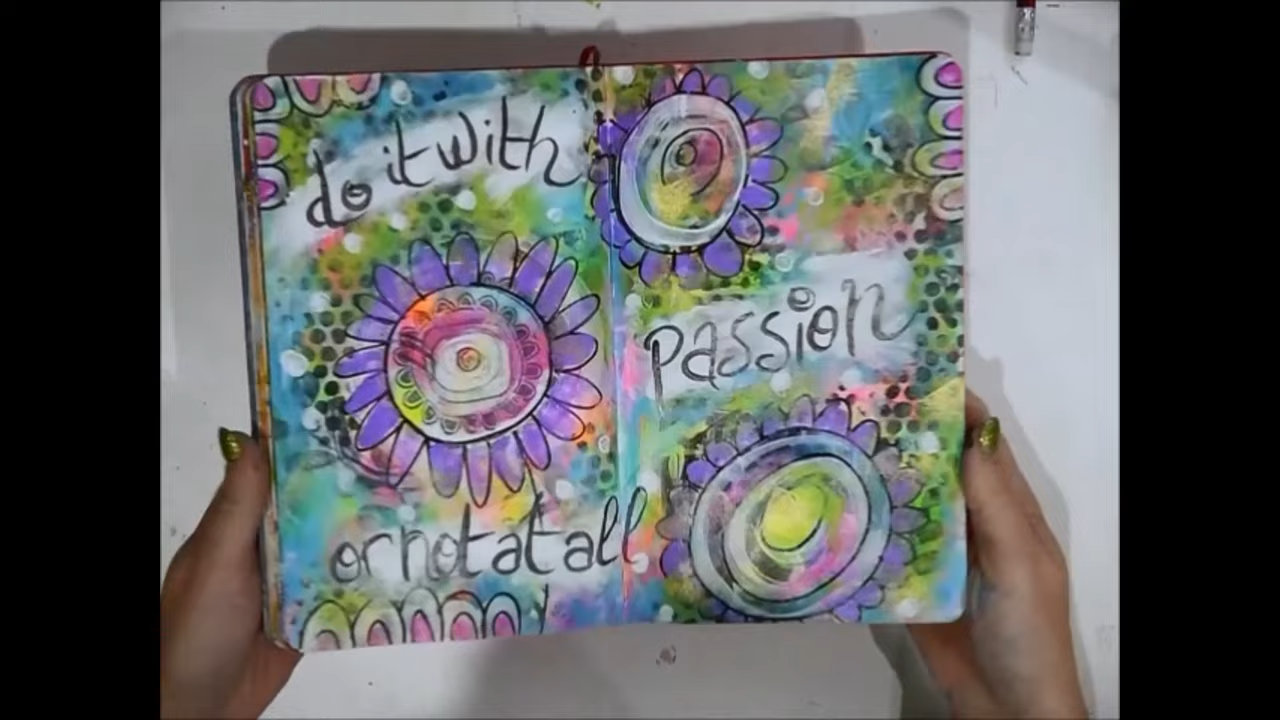 do it with
passion
or not at all